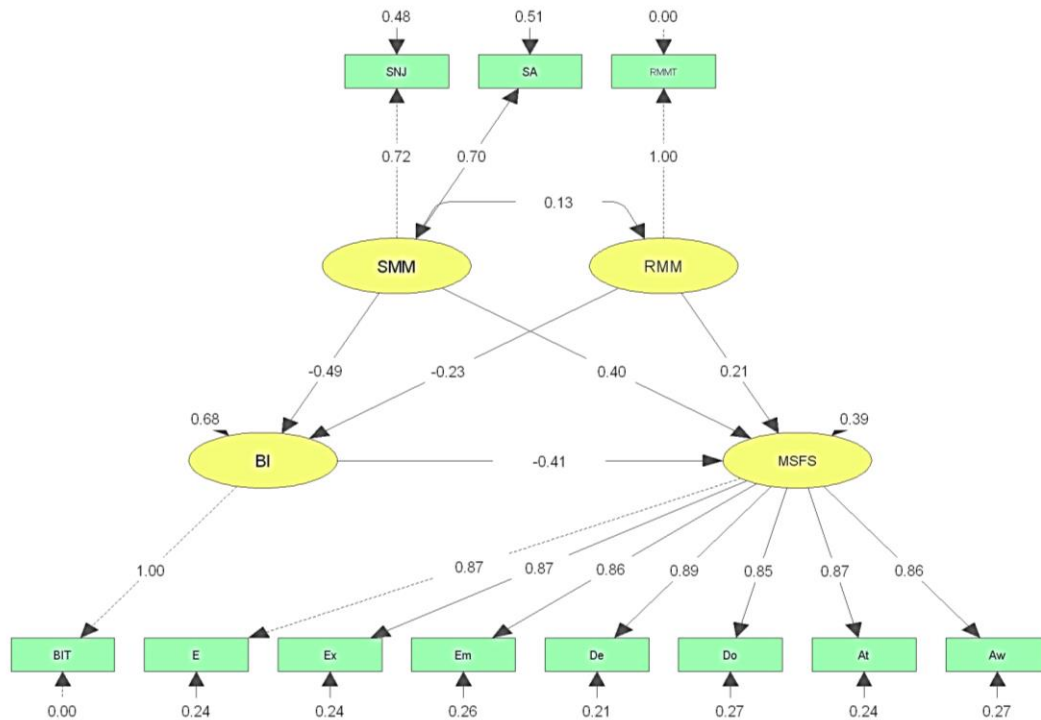 0.48 0.51 0.00
SNJ SA RMMT
0.72 0.70 1.00
0.13
SMM RMM
-0.49 -0.23 0.40 0.21
0.68 0.39
BI -0.41 MSFS
1.00 0.87 0.87 0.86 0.89 0.85 0.87 0.86
BIT E Ex Em De Do At Aw
0.00 0.24 0.24 0.26 0.21 0.27 0.24 0.27